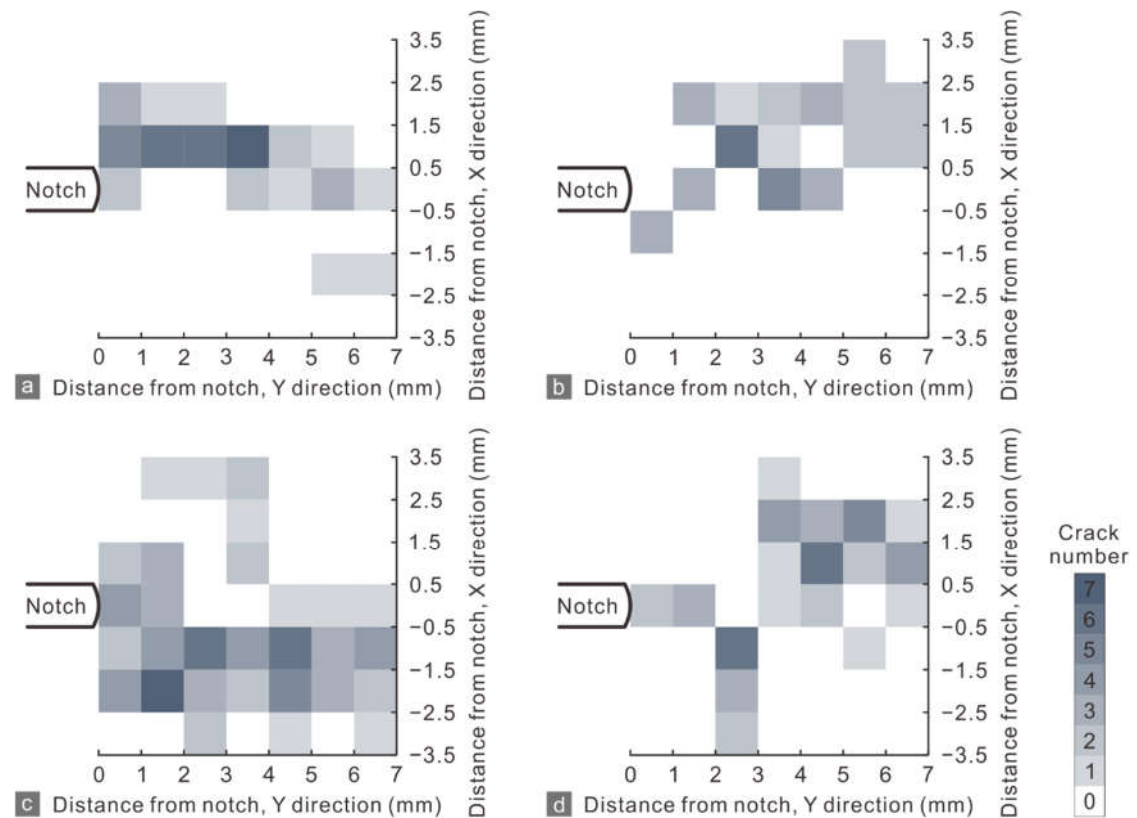 Notch
3.5
2.5
1.5
0.5
−0.5
−1.5
−2.5
−3.5
Distance from notch, X direction (mm)
0 1 2 3 4 5 6 7
a Distance from notch, Y direction (mm)
Notch
3.5
2.5
1.5
0.5
−0.5
−1.5
−2.5
−3.5
Distance from notch, X direction (mm)
0 1 2 3 4 5 6 7
b Distance from notch, Y direction (mm)
Notch
3.5
2.5
1.5
0.5
−0.5
−1.5
−2.5
−3.5
Distance from notch, X direction (mm)
0 1 2 3 4 5 6 7
c Distance from notch, Y direction (mm)
Notch
3.5
2.5
1.5
0.5
−0.5
−1.5
−2.5
−3.5
Distance from notch, X direction (mm)
0 1 2 3 4 5 6 7
d Distance from notch, Y direction (mm)
Crack
number
7
6
5
4
3
2
1
0